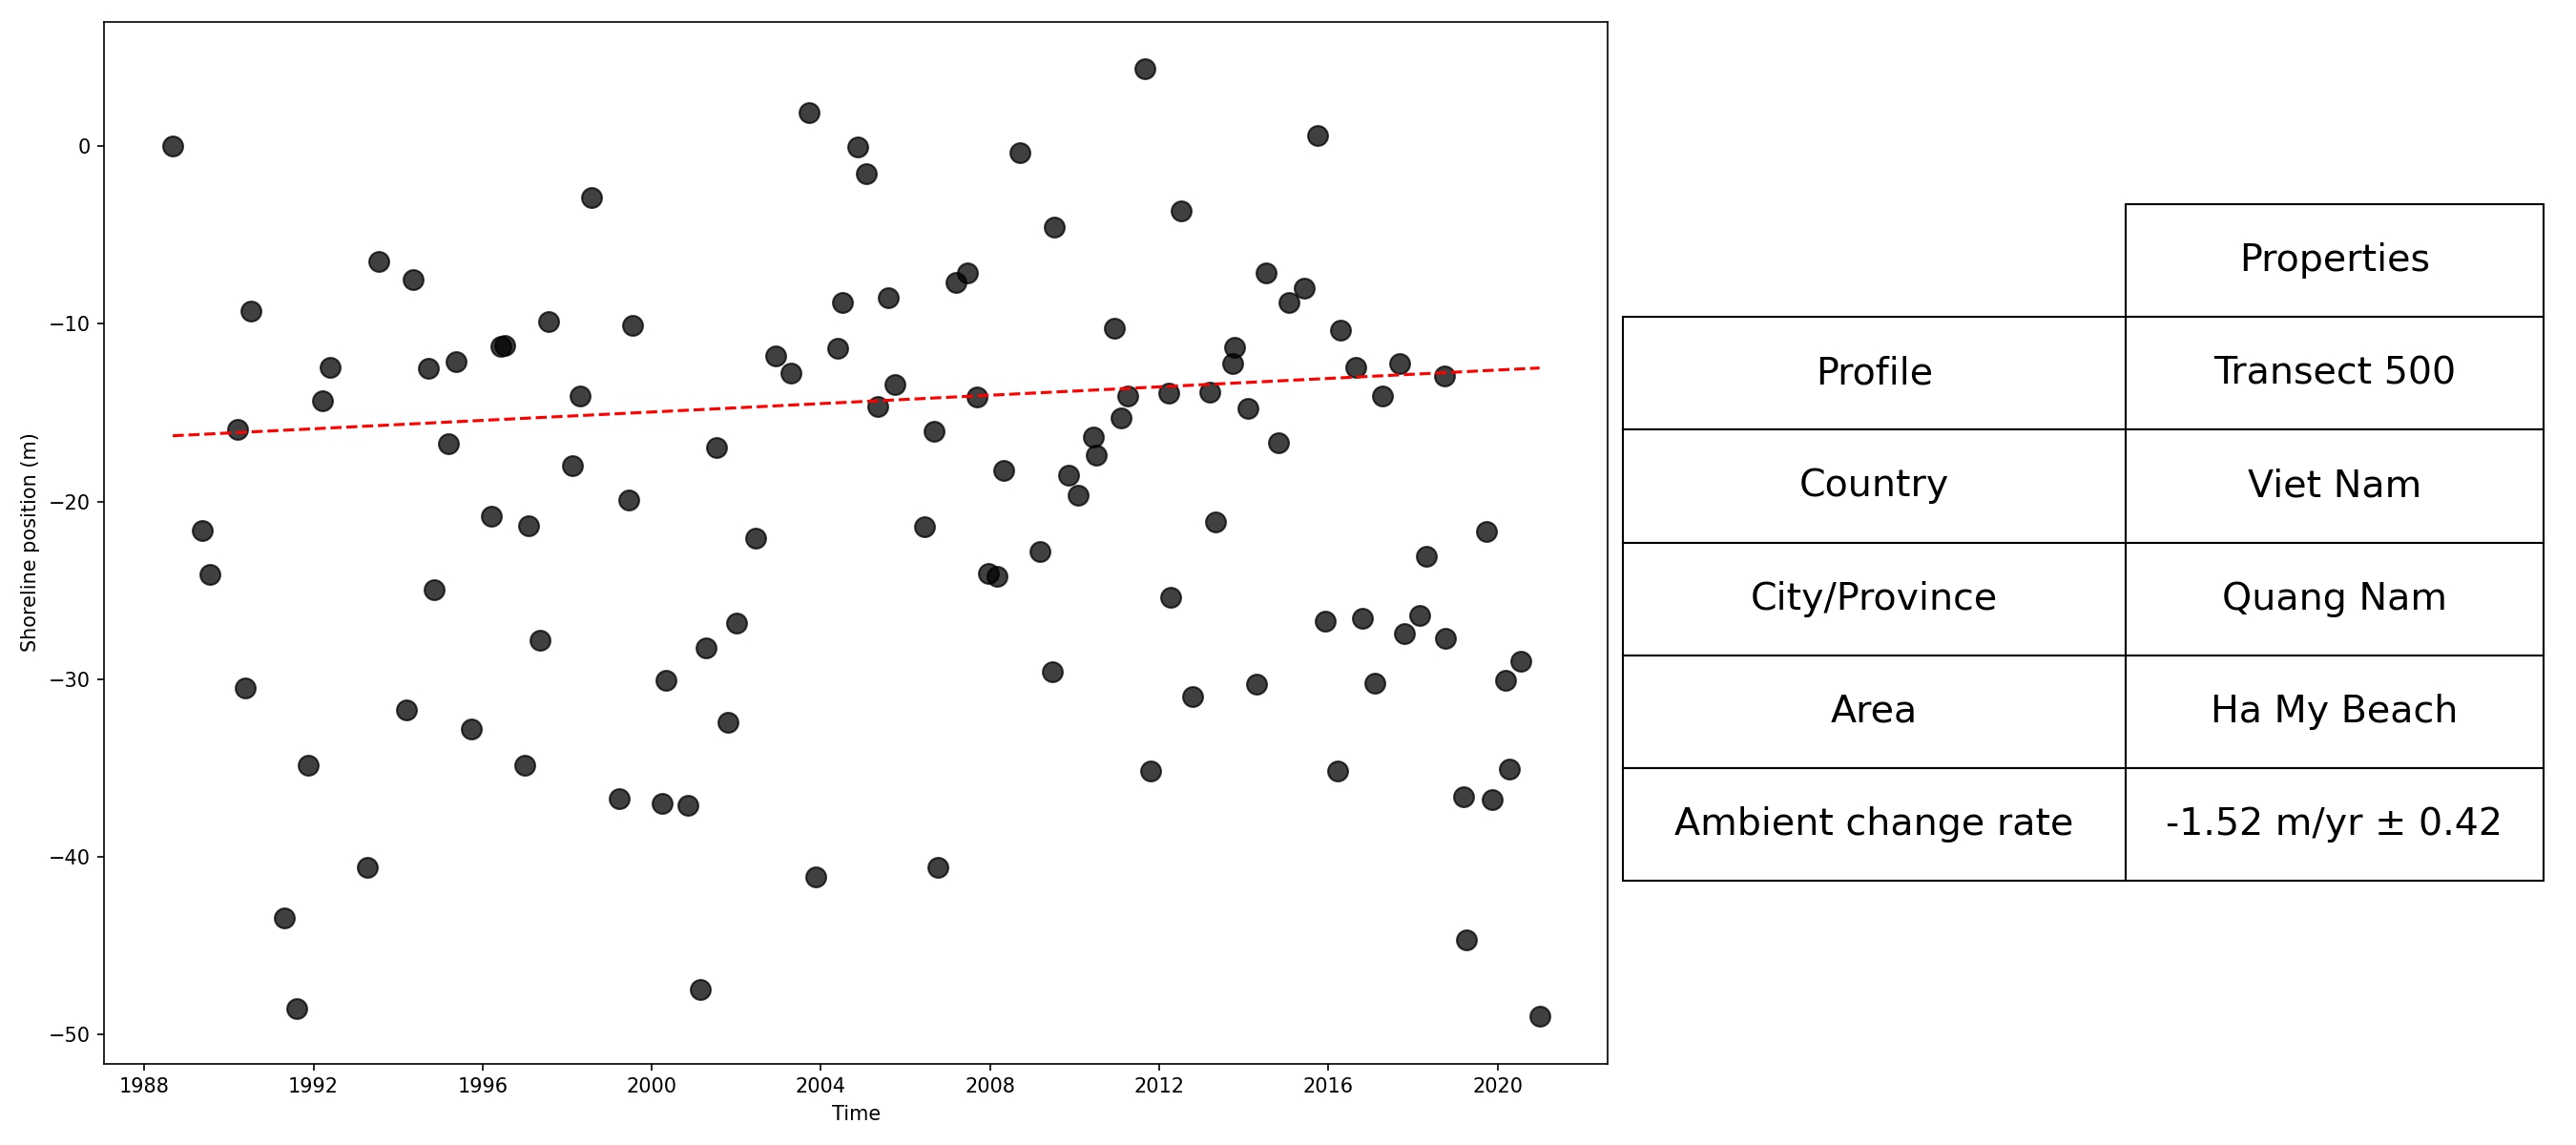 0
−10
−20
−30
−40
−50
Shoreline position (m)
1988 1992 1996 2000 2004 2008 2012 2016 2020
Time
Properties
Profile Transect 500
Country Viet Nam
City/Province Quang Nam
Area Ha My Beach
Ambient change rate -1.52 m/yr ± 0.42